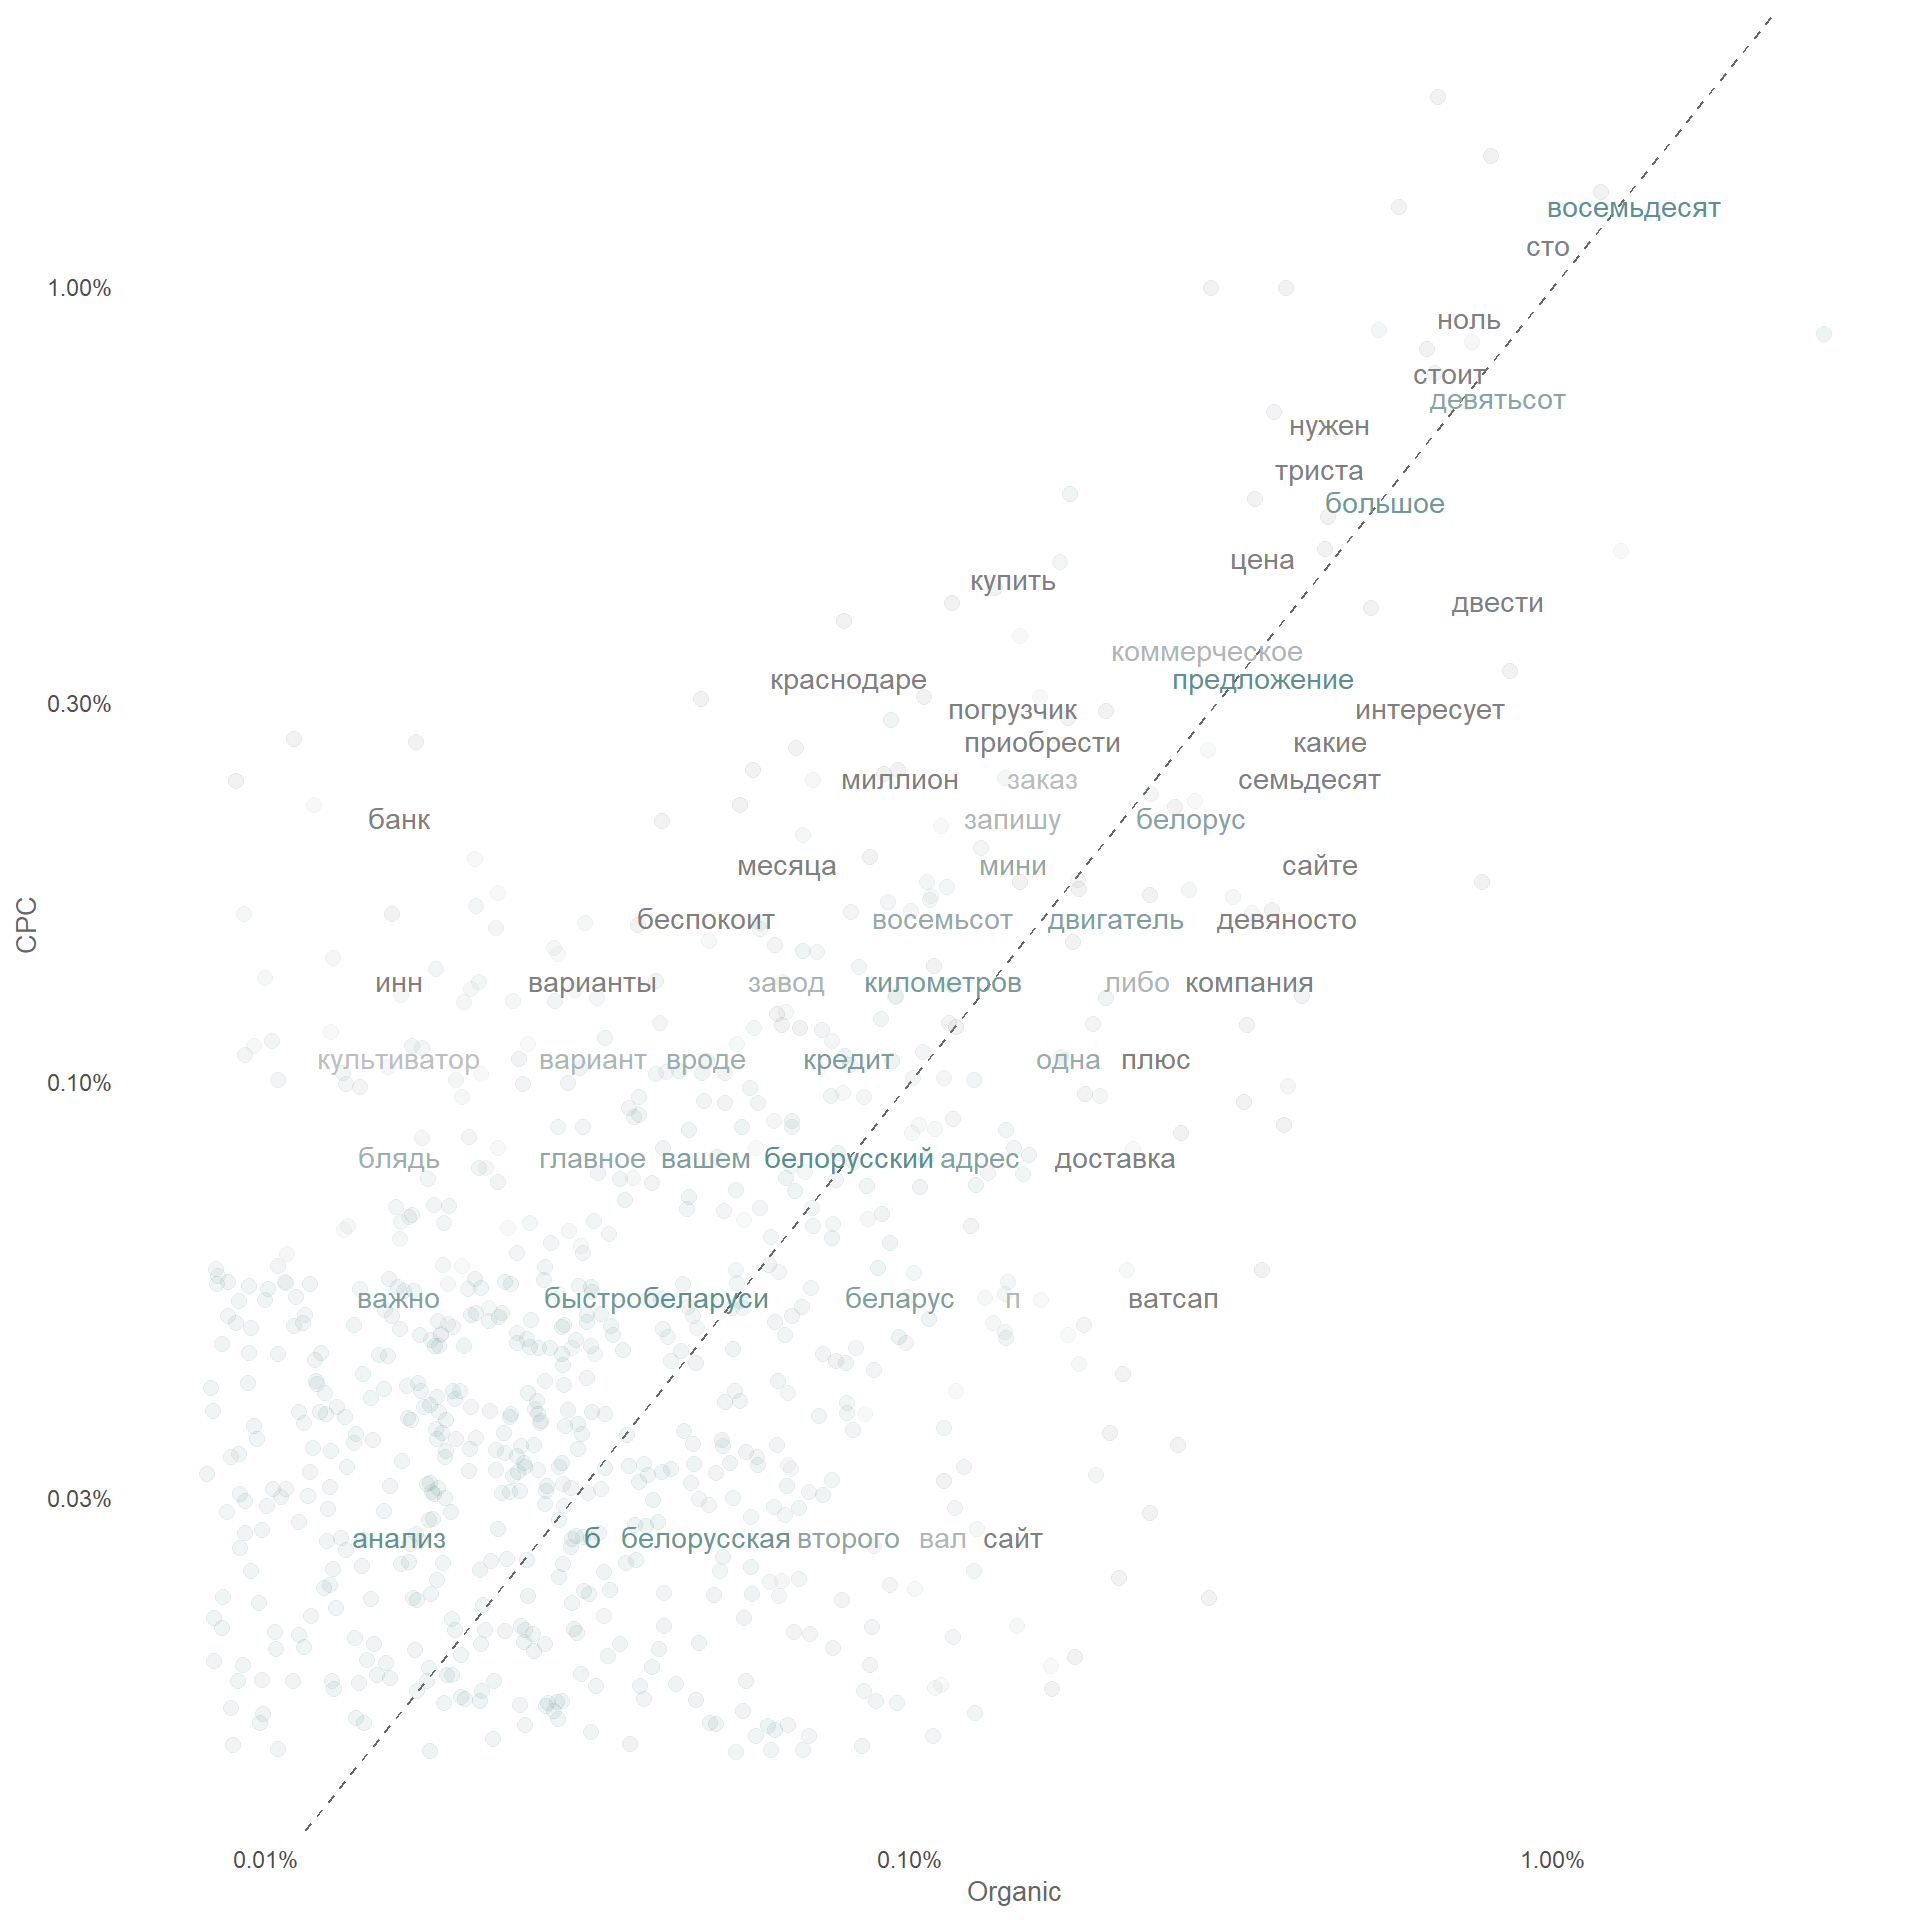 восемьдесят
сто
1.00%
ноль
стоит
девятьсот
нужен
триста
большое
цена
купить
двести
коммерческое
краснодаре предложение
0.30%
погрузчик интересует
приобрести какие
миллион заказ семьдесят
банк запишу белорус
месяца мини сайте
CPC
беспокоит восемьсот двигатель девяносто
инн варианты завод километров либо компания
культиватор вариант вроде кредит одна плюс
0.10%
блядь главное вашем белорусский адрес доставка
важно быстро беларуси беларус п ватсап
0.03%
анализ б белорусская второго вал сайт
0.01% 0.10% 1.00%
Organic